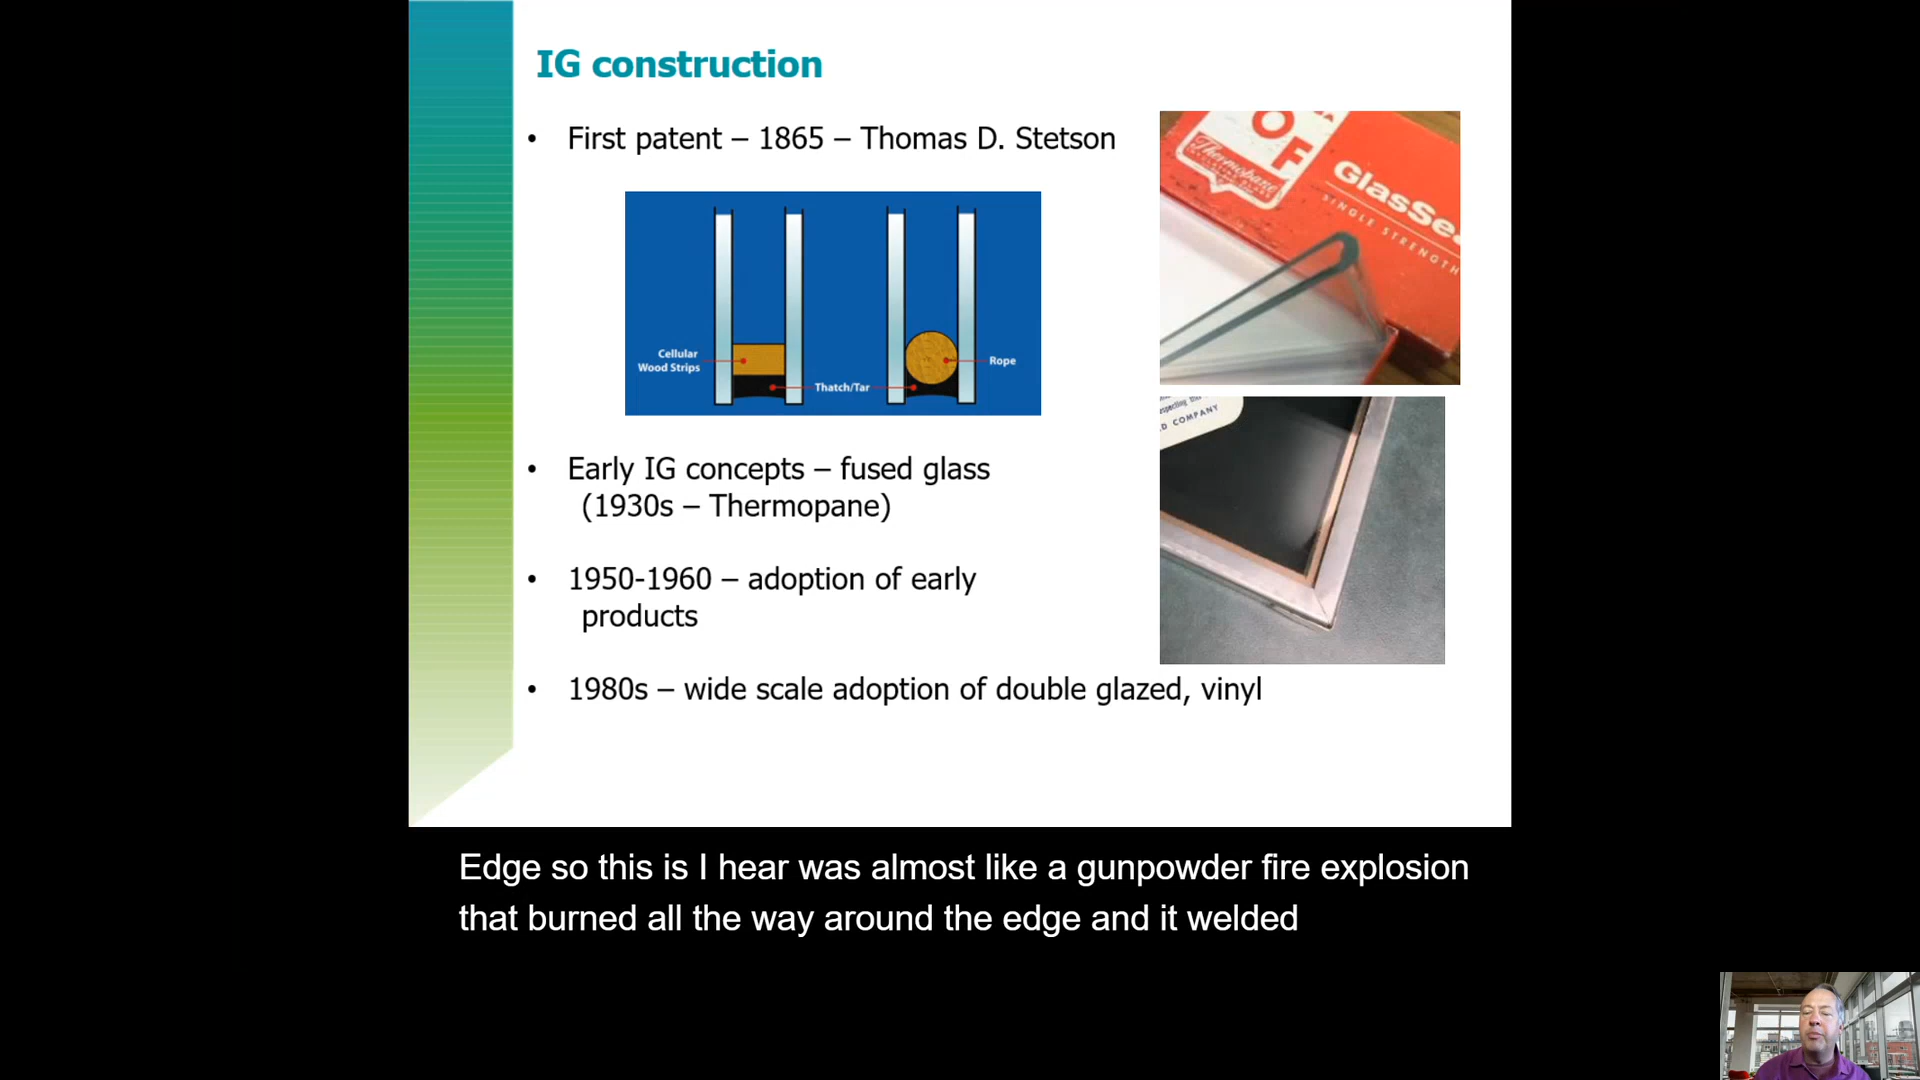 IG construction
• First patent – 1865 – Thomas D. Stetson
Cellular
Wood Strips
Thatch/Tar
Rope
OF
Thermopane
GlasSe
SINGLE STRENGTH
COMPANY
• Early IG concepts – fused glass
(1930s – Thermopane)
• 1950-1960 – adoption of early
products
• 1980s – wide scale adoption of double glazed, vinyl
Edge so this is I hear was almost like a gunpowder fire explosion
that burned all the way around the edge and it welded